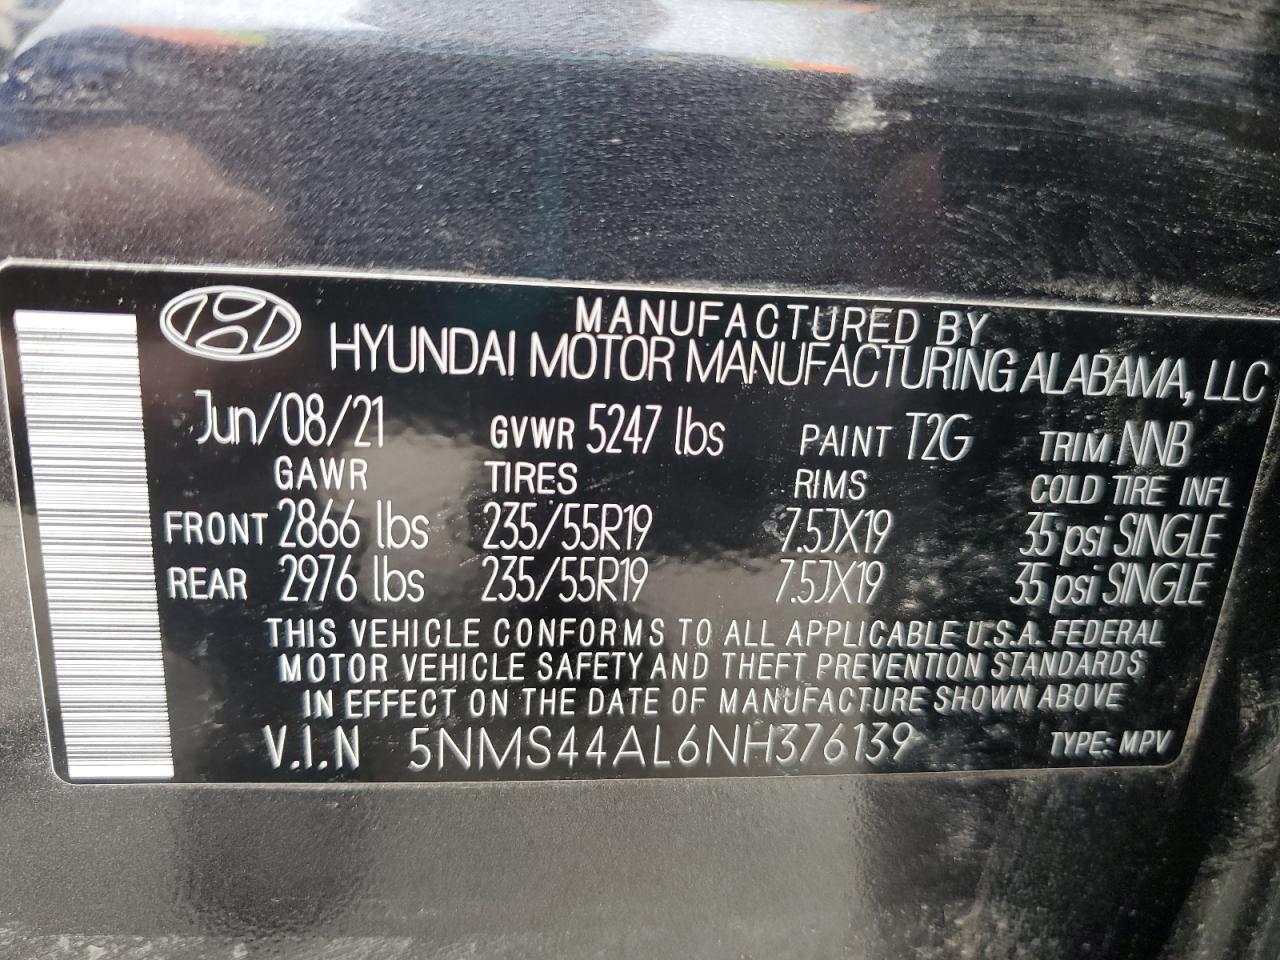 MANUFACTURED BY
HYUNDAI MOTOR MANUFACTURING ALABAMA, LLC
Jun/08/21 GVWR 5247 lbs PAINT T2G TRIM NNB
GAWR TIRES RIMS COLD TIRE INFL
FRONT 2866 lbs 235/55R19 7.5JX19 35 psi SINGLE
REAR 2976 lbs 235/55R19 7.5JX19 35 psi SINGLE
THIS VEHICLE CONFORMS TO ALL APPLICABLE U.S.A. FEDERAL
MOTOR VEHICLE SAFETY AND THEFT PREVENTION STANDARDS
IN EFFECT ON THE DATE OF MANUFACTURE SHOWN ABOVE
V.I.N 5NMS44AL6NH376139 TYPE: MPV